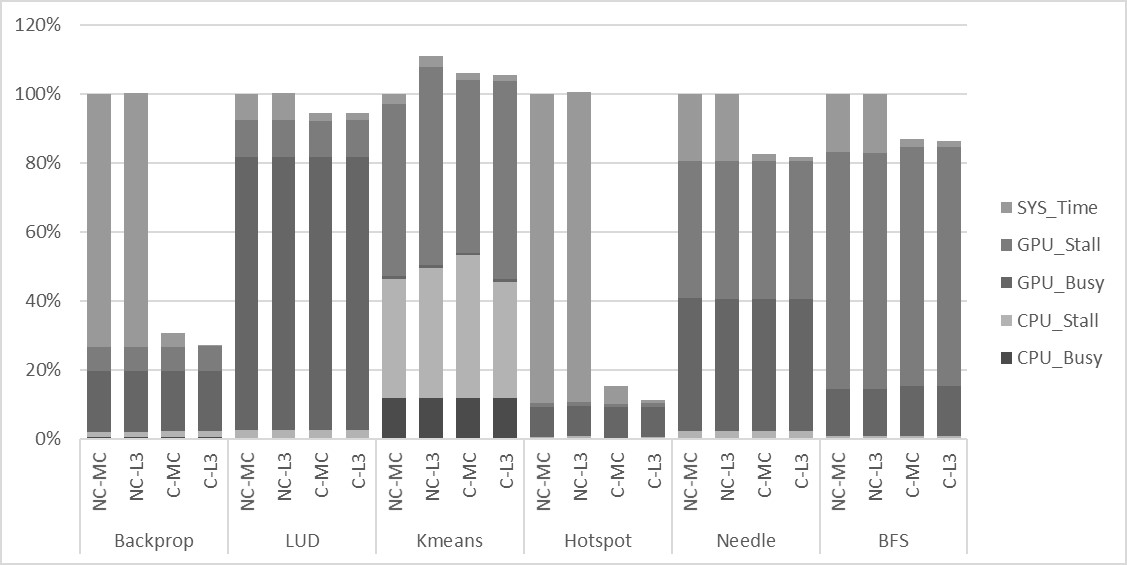 120%
100%
80%
60%
40%
20%
0%
NC-MC
NC-L3
C-MC
C-L3
NC-MC
NC-L3
C-MC
C-L3
NC-MC
NC-L3
C-MC
C-L3
NC-MC
NC-L3
C-MC
C-L3
NC-MC
NC-L3
C-MC
C-L3
NC-MC
NC-L3
C-MC
C-L3
Backprop
LUD
Kmeans
Hotspot
Needle
BFS
SYS_Time
GPU_Stall
GPU_Busy
CPU_Stall
CPU_Busy